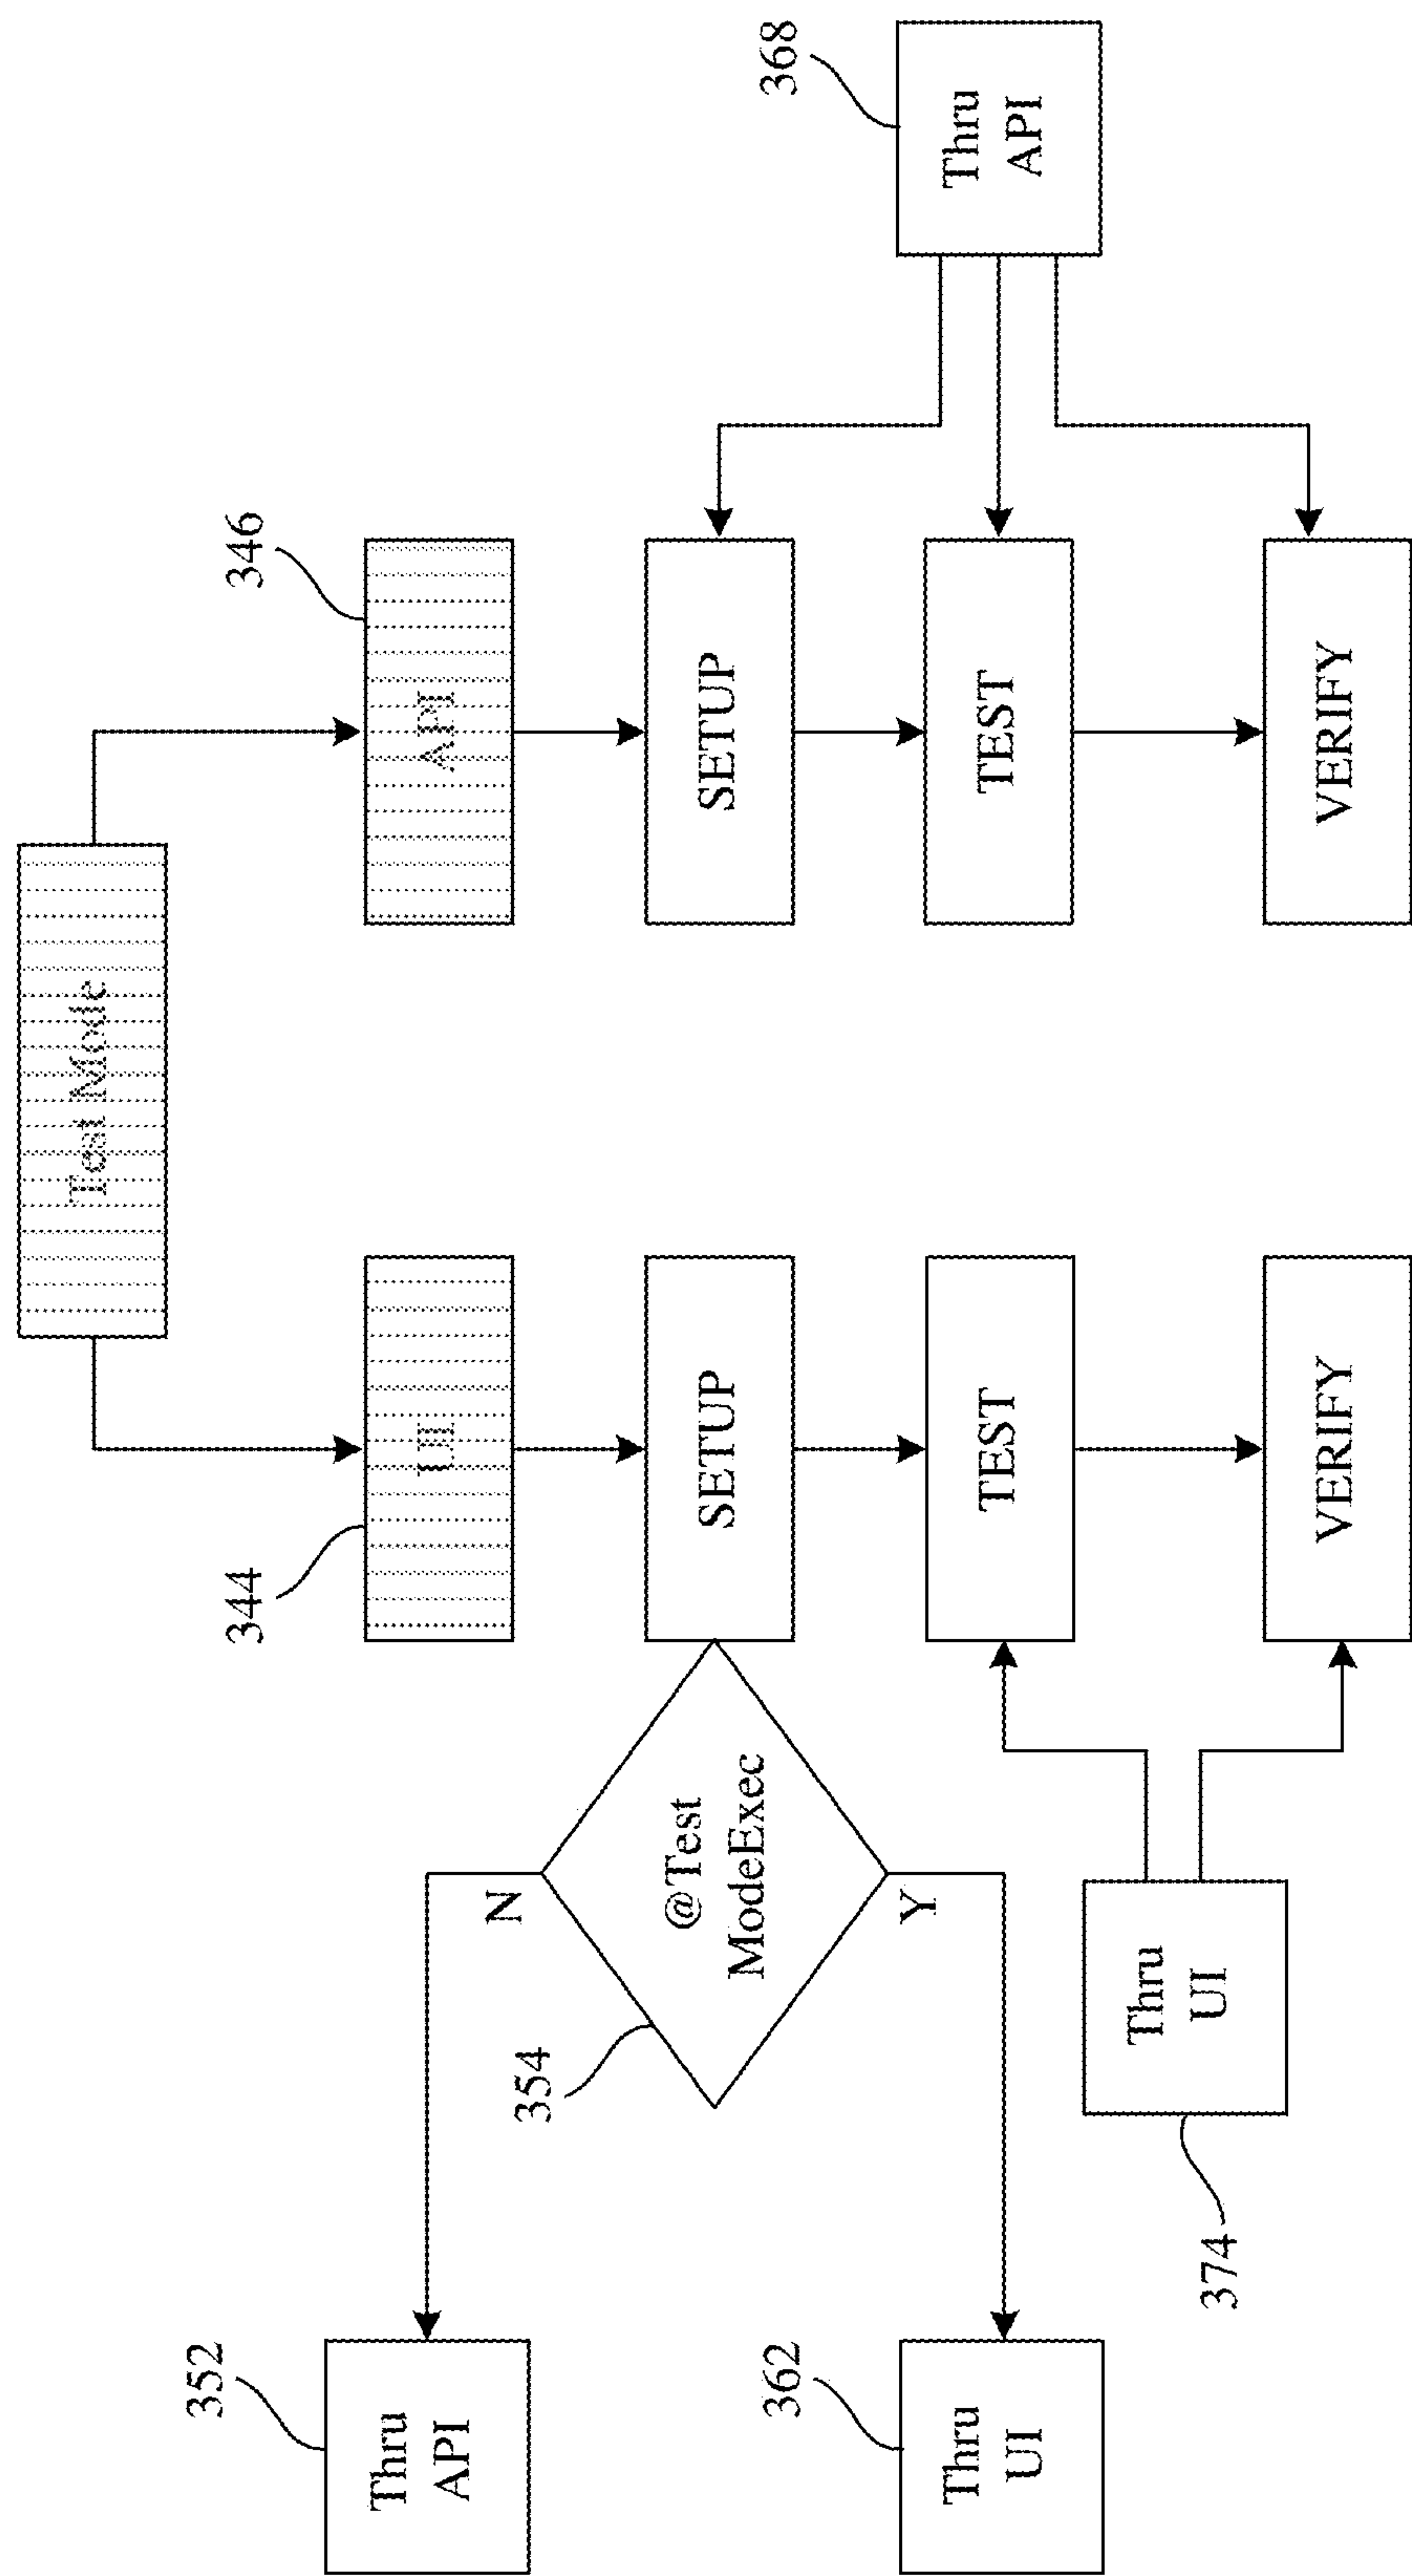 Test Mode
344
346
UI
API
352
Thru
API
N
354
@Test
ModeExec
Y
SETUP
SETUP
368
Thru
API
362
Thru
UI
374
Thru
UI
TEST
TEST
VERIFY
VERIFY